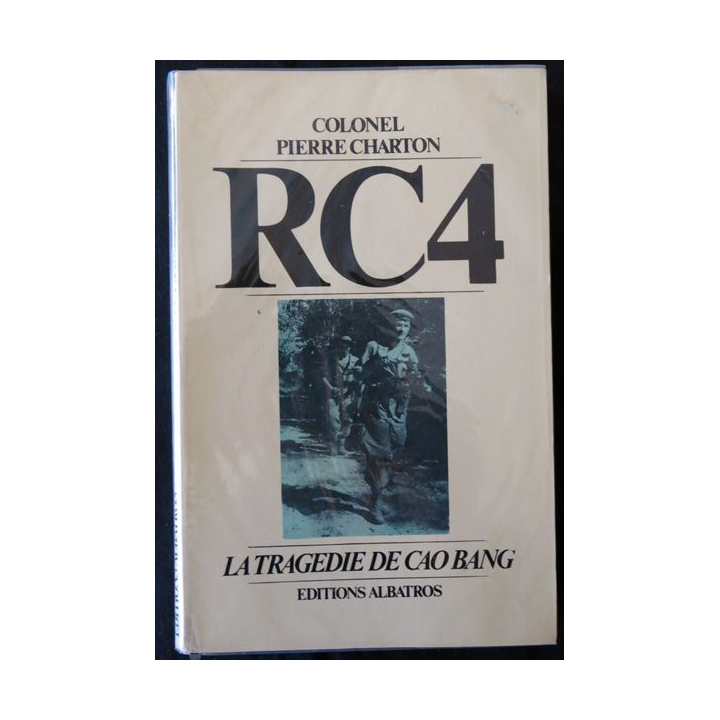 COLONEL
PIERRE CHARTON
RC4
LA TRAGEDIE DE CAO BANG
EDITIONS ALBATROS